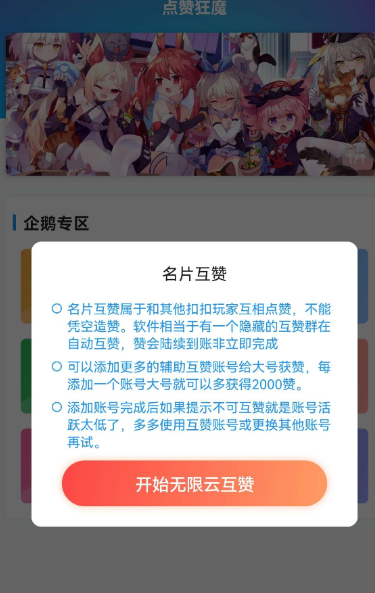 点赞狂魔
企鹅专区
名片互赞
名片互赞属于和其他扣扣玩家互相点赞，不能
凭空造赞。软件相当于有一个隐藏的互赞群在
自动互赞，赞会陆续到账非立即完成
可以添加更多的辅助互赞账号给大号获赞，每
添加一个账号大号就可以多获得2000赞。
添加账号完成后如果提示不可互赞就是账号活
跃太低了，多多使用互赞账号或更换其他账号
再试。
开始无限云互赞